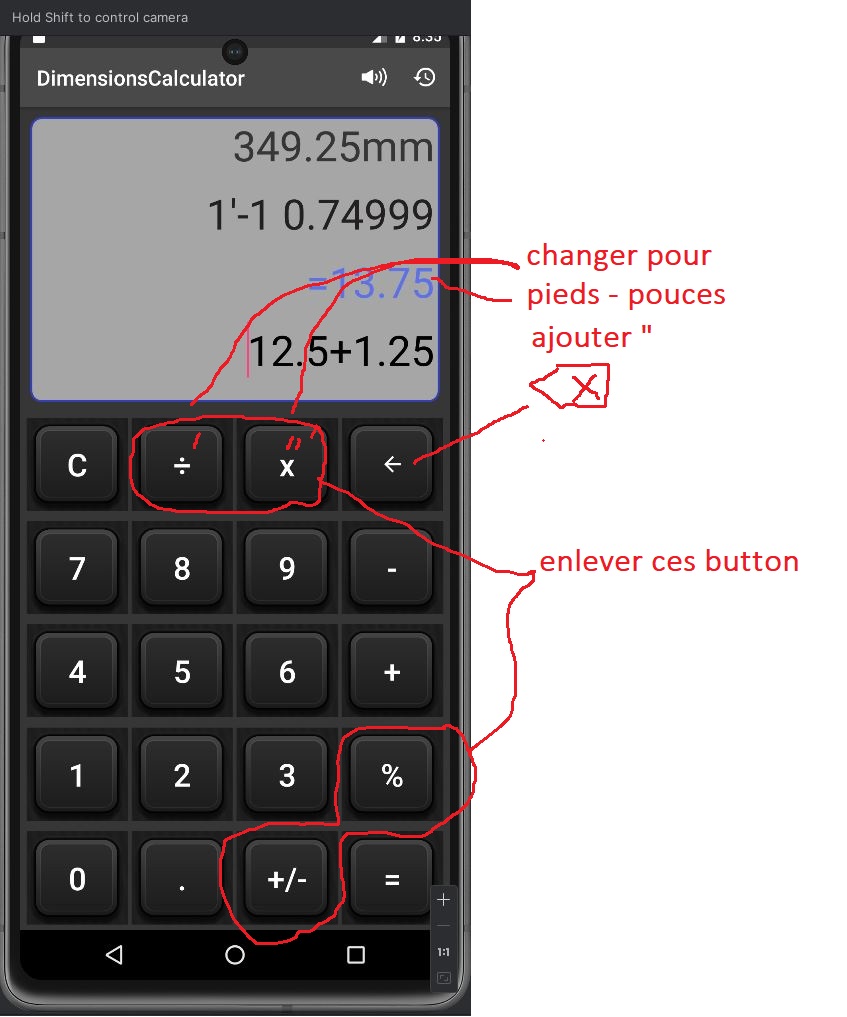 Hold Shift to control camera
8:35
DimensionsCalculator
349.25mm
1'-1 0.74999
=13.75
12.5+1.25
changer pour
pieds - pouces
ajouter "
X
C ÷ ' x " ←
7 8 9 -
enlever ces button
4 5 6 +
1 2 3 %
0 . +/- =
+
1:1